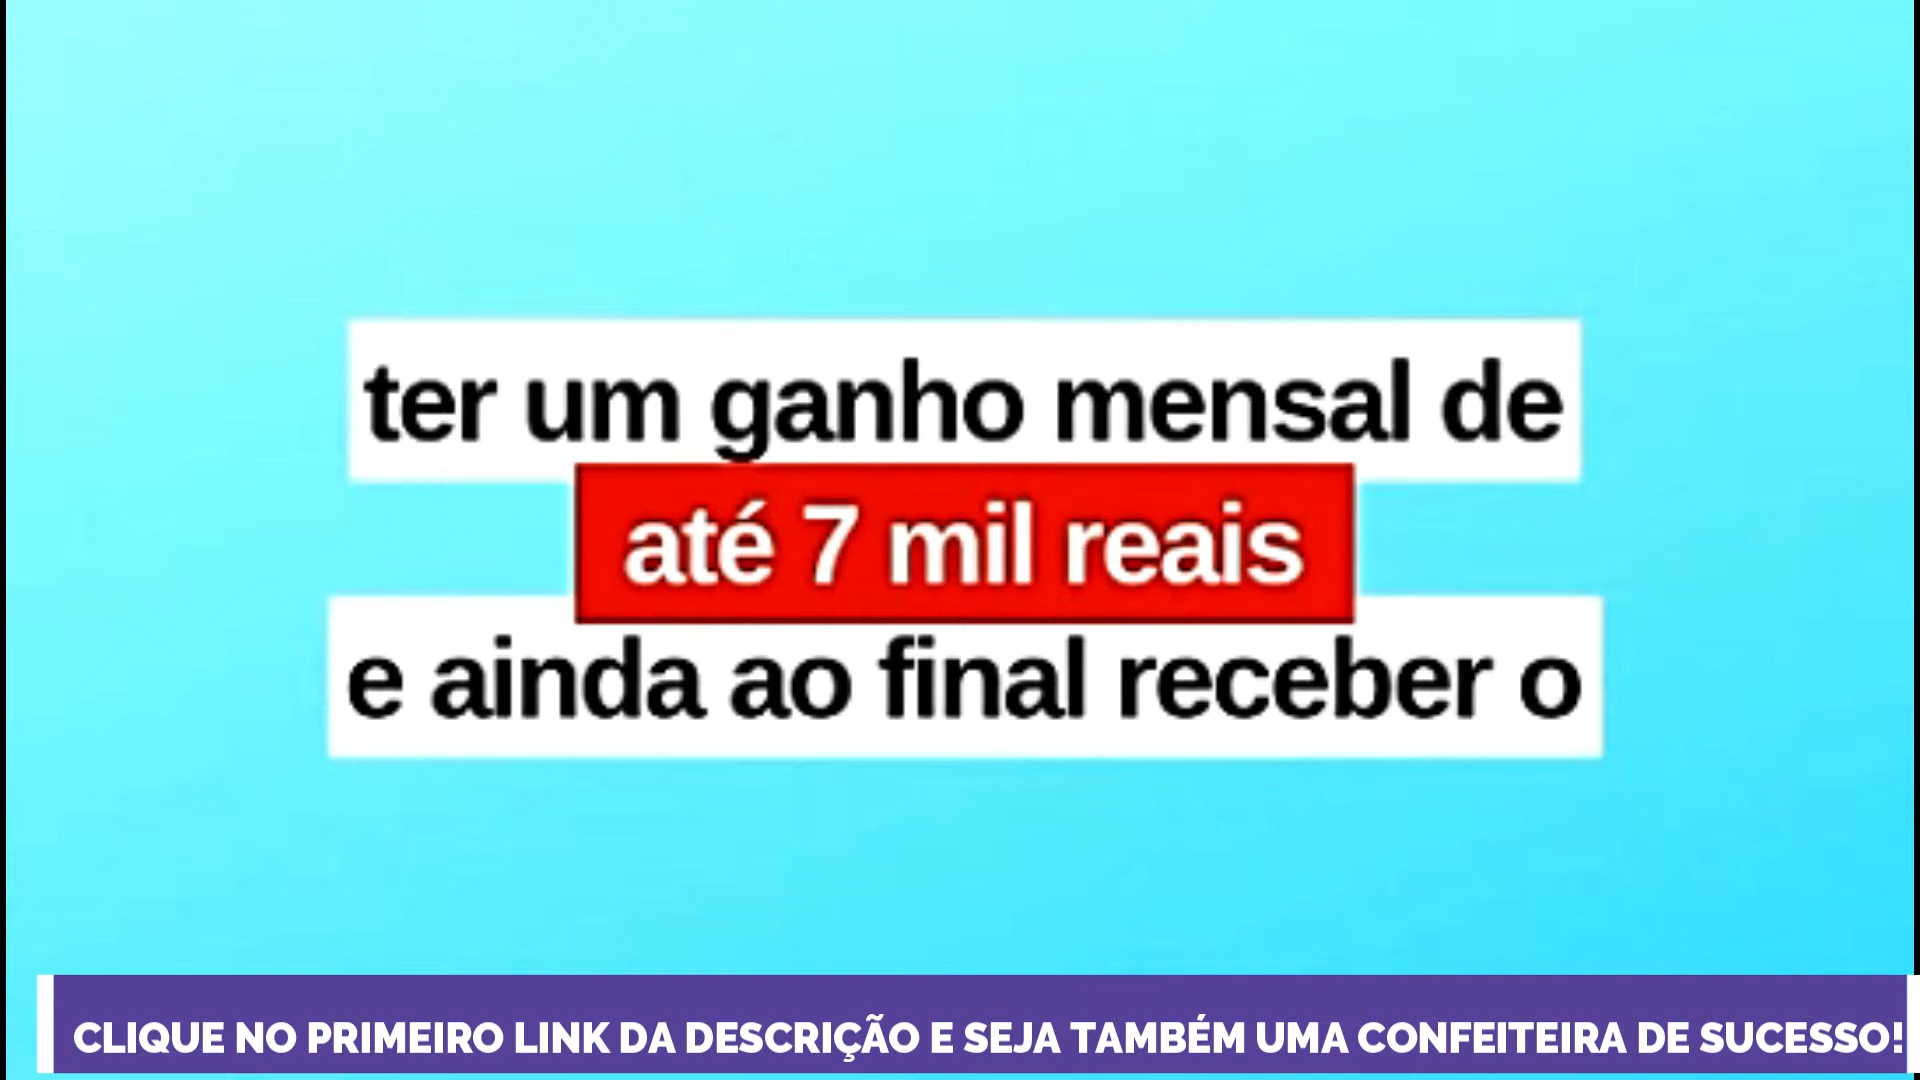 ter um ganho mensal de
até 7 mil reais
e ainda ao final receber o
CLIQUE NO PRIMEIRO LINK DA DESCRIÇÃO E SEJA TAMBÉM UMA CONFEITEIRA DE SUCESSO!